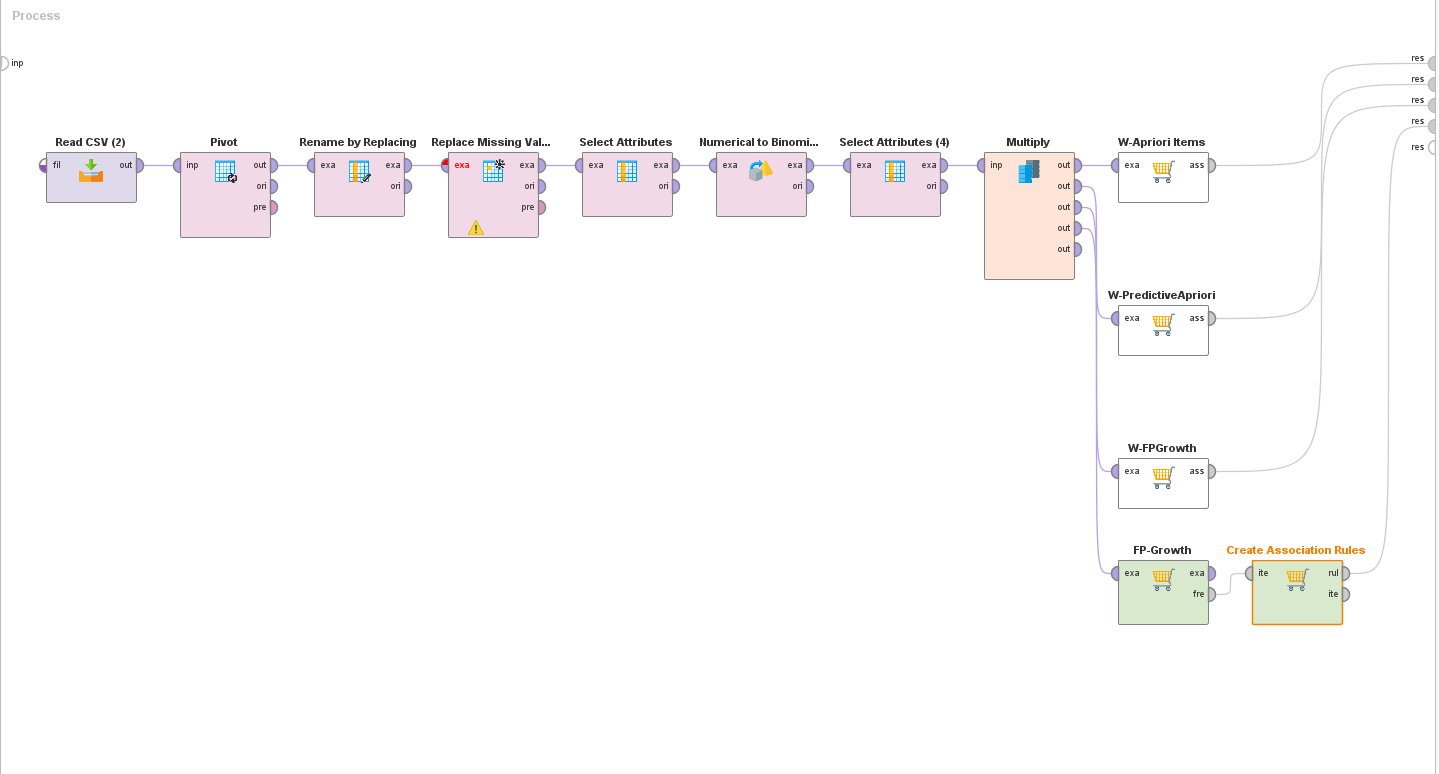 Process
inp
res
res
res
res
res
Read CSV (2)
fil out
Pivot
inp out
ori
pre
Rename by Replacing
exa exa
ori
Replace Missing Val...
exa exa
ori
pre
Select Attributes
exa exa
ori
Numerical to Binomi...
exa exa
ori
Select Attributes (4)
exa exa
ori
Multiply
inp out
out
out
out
out
W-Apriori Items
exa ass
W-PredictiveApriori
exa ass
W-FPGrowth
exa ass
FP-Growth
exa exa
fre
Create Association Rules
ite rul
ite